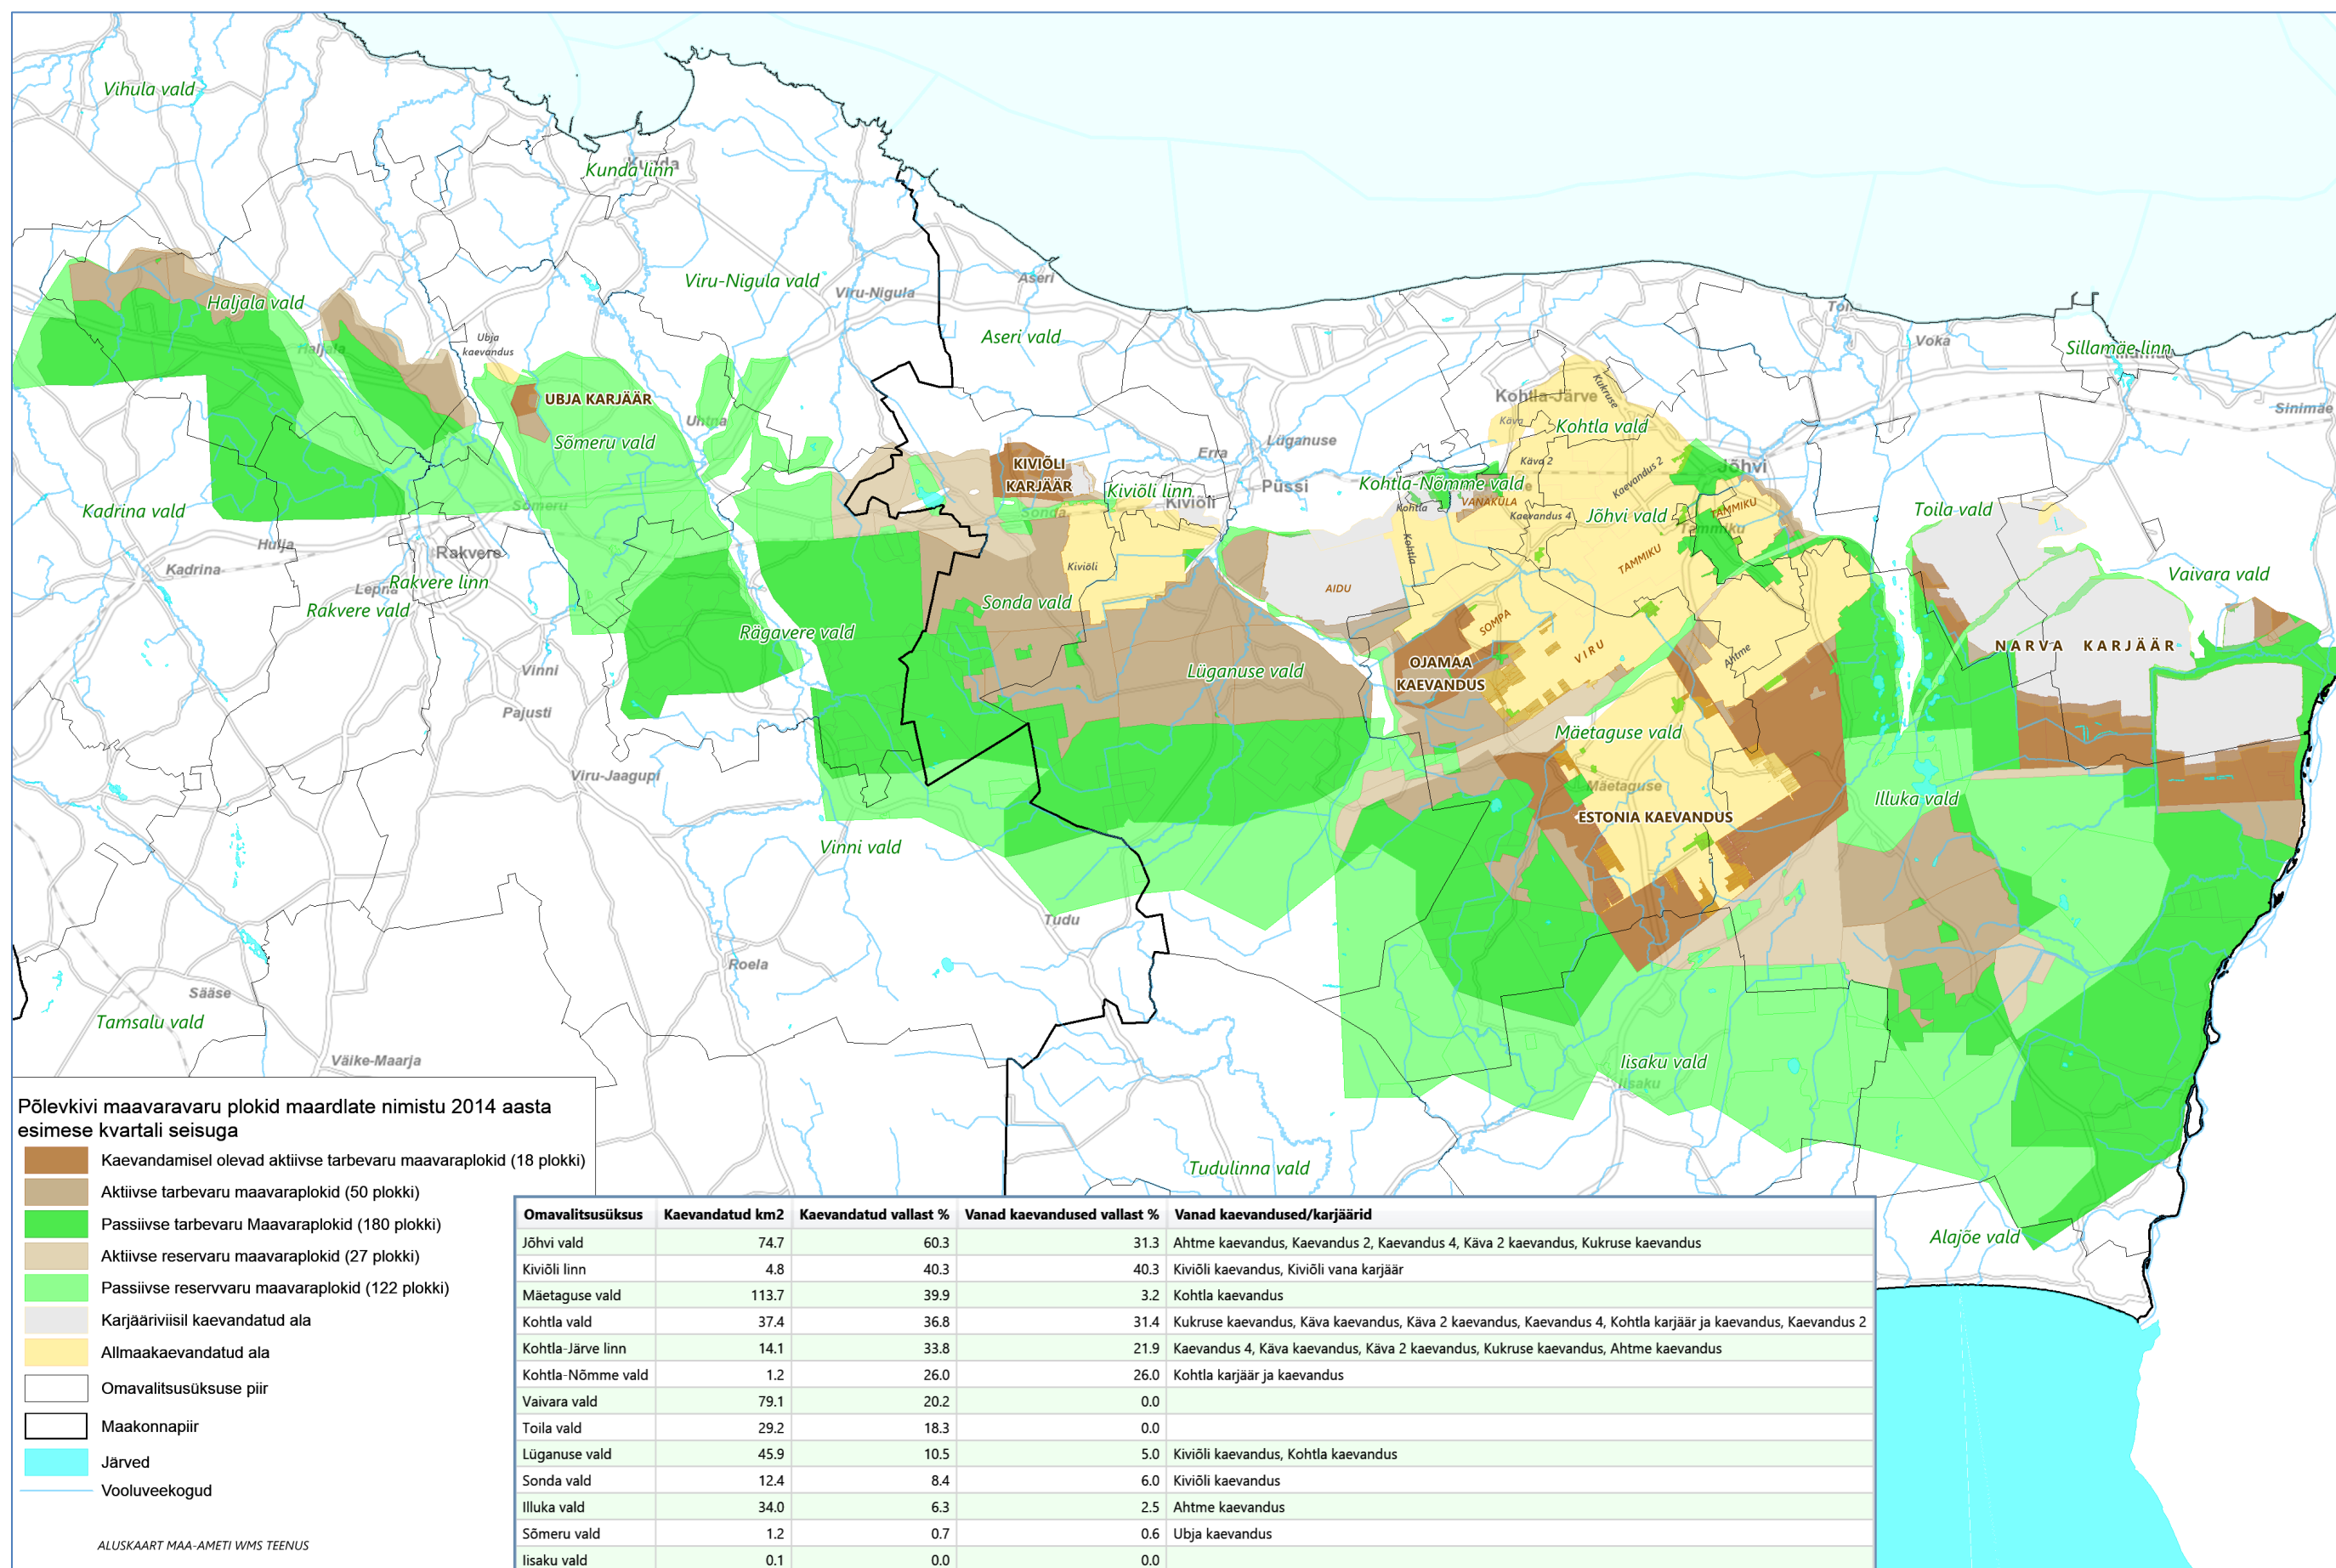 Vihula vald
Kunda
Kunda linn
Viru-Nigula vald
Viru-Nigula
Aseri
Aseri vald
Haljala vald
Haljala
Ubja
kaevandus
UBJA KARJÄÄR
Sõmeru vald
Uhtna
Sõmeru
Kadrina vald
Hulja
Kadrina
Rakvere
Rakvere linn
Lepna
Rakvere vald
Vinni
Pajusti
Rägavere vald
Viru-Jaagupi
Vinni vald
Tudu
Roela
Sääse
Tamsalu vald
Väike-Maarja
KIVIÕLI
KARJÄÄR
Sonda
Kiviõli linn
Kiviõli
Erra
Lüganuse
Püssi
Kiviõli
Sonda vald
Lüganuse vald
AIDU
Kohtla-Järve
Käva
Kukruse
Kohtla vald
Käva 2
Kaevandus 2
Kohtla-Nõmme vald
VANAKÜLA
Kohtla
Kaevandus 4
Jõhvi vald
Jõhvi
TAMMIKU
Tammiku
TAMMIKU
Kohtla
SOMPA
VIRU
Ahtme
OJAMAA
KAEVANDUS
Mäetaguse vald
Mäetaguse
ESTONIA KAEVANDUS
Voka
Sillamäe linn
Sinimäe
Toila vald
Vaivara vald
NARVA KARJÄÄR
Illuka vald
Iisaku vald
Iisaku
Tudulinna vald
Alajõe vald
Põlevkivi maavaravaru plokid maardlate nimistu 2014 aasta
esimese kvartali seisuga
Kaevandamisel olevad aktiivse tarbevaru maavaraplokid (18 plokki)
Aktiivse tarbevaru maavaraplokid (50 plokki)
Passiivse tarbevaru Maavaraplokid (180 plokki)
Aktiivse reservaru maavaraplokid (27 plokki)
Passiivse reservvaru maavaraplokid (122 plokki)
Karjääriviisil kaevandatud ala
Allmaakaevandatud ala
Omavalitsusüksuse piir
Maakonnapiir
Järved
Vooluveekogud
ALUSKAART MAA-AMETI WMS TEENUS
Omavalitsusüksus Kaevandatud km2 Kaevandatud vallast % Vanad kaevandused vallast % Vanad kaevandused/karjäärid
Jõhvi vald 74.7 60.3 31.3 Ahtme kaevandus, Kaevandus 2, Kaevandus 4, Käva 2 kaevandus, Kukruse kaevandus
Kiviõli linn 4.8 40.3 40.3 Kiviõli kaevandus, Kiviõli vana karjäär
Mäetaguse vald 113.7 39.9 3.2 Kohtla kaevandus
Kohtla vald 37.4 36.8 31.4 Kukruse kaevandus, Käva kaevandus, Käva 2 kaevandus, Kaevandus 4, Kohtla karjäär ja kaevandus, Kaevandus 2
Kohtla-Järve linn 14.1 33.8 21.9 Kaevandus 4, Käva kaevandus, Käva 2 kaevandus, Kukruse kaevandus, Ahtme kaevandus
Kohtla-Nõmme vald 1.2 26.0 26.0 Kohtla karjäär ja kaevandus
Vaivara vald 79.1 20.2 0.0
Toila vald 29.2 18.3 0.0
Lüganuse vald 45.9 10.5 5.0 Kiviõli kaevandus, Kohtla kaevandus
Sonda vald 12.4 8.4 6.0 Kiviõli kaevandus
Illuka vald 34.0 6.3 2.5 Ahtme kaevandus
Sõmeru vald 1.2 0.7 0.6 Ubja kaevandus
Iisaku vald 0.1 0.0 0.0